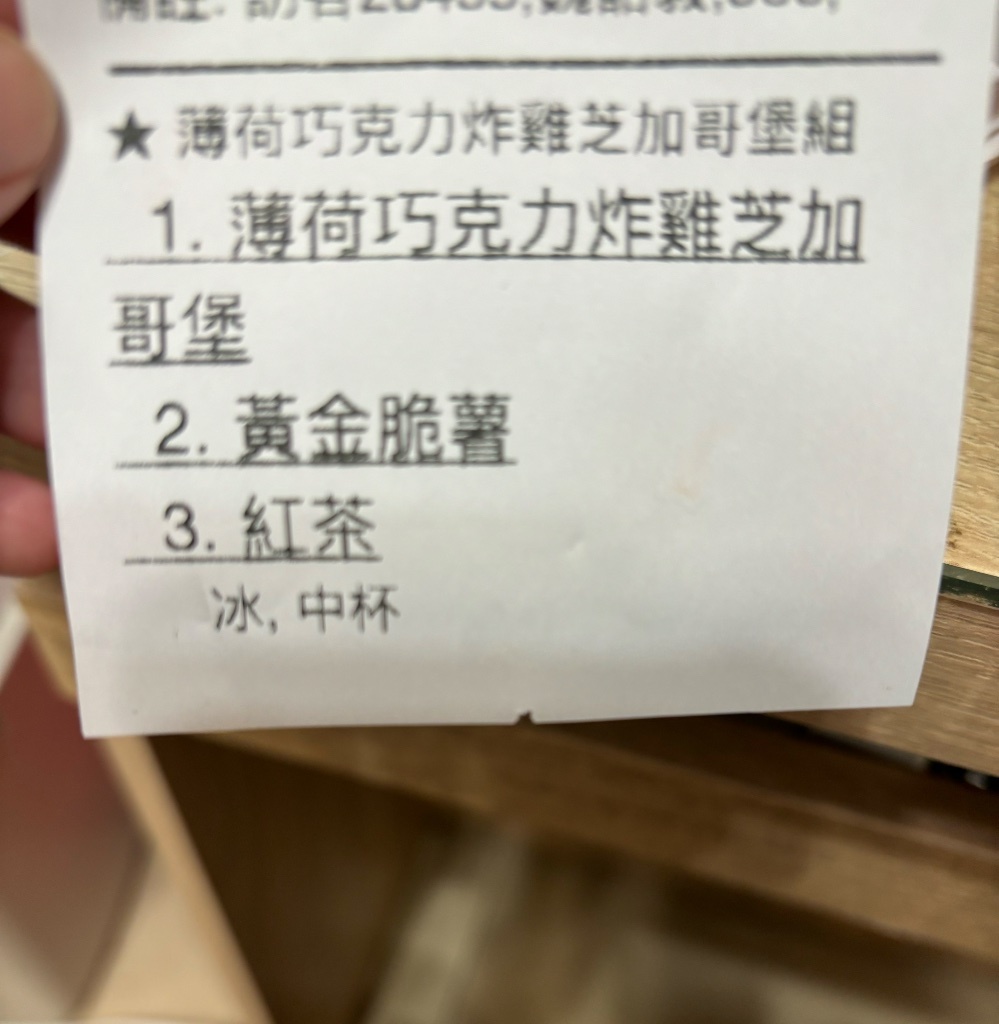 ★ 薄荷巧克力炸雞芝加哥堡組
1. 薄荷巧克力炸雞芝加
哥堡
2. 黃金脆薯
3. 紅茶
冰, 中杯